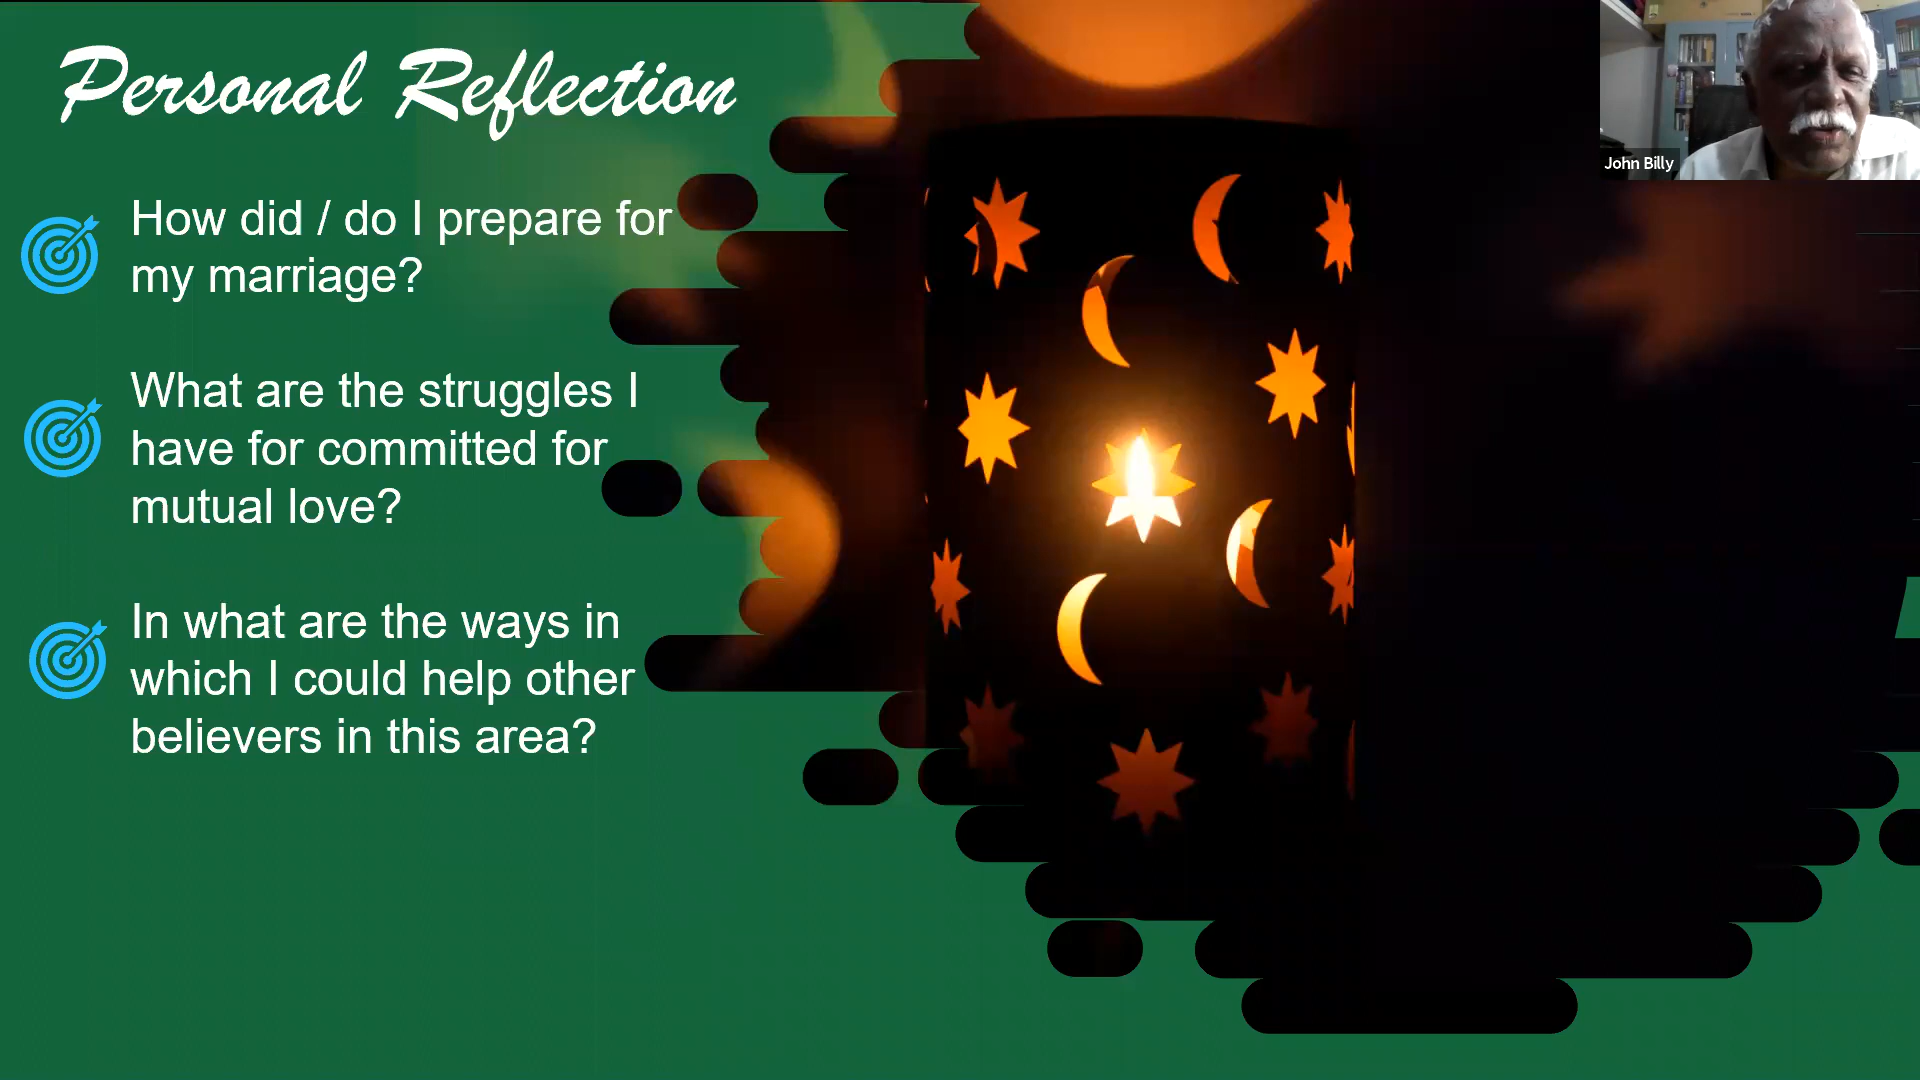 Personal Reflection
How did / do I prepare for
my marriage?
What are the struggles I
have for committed for
mutual love?
In what are the ways in
which I could help other
believers in this area?
John Billy